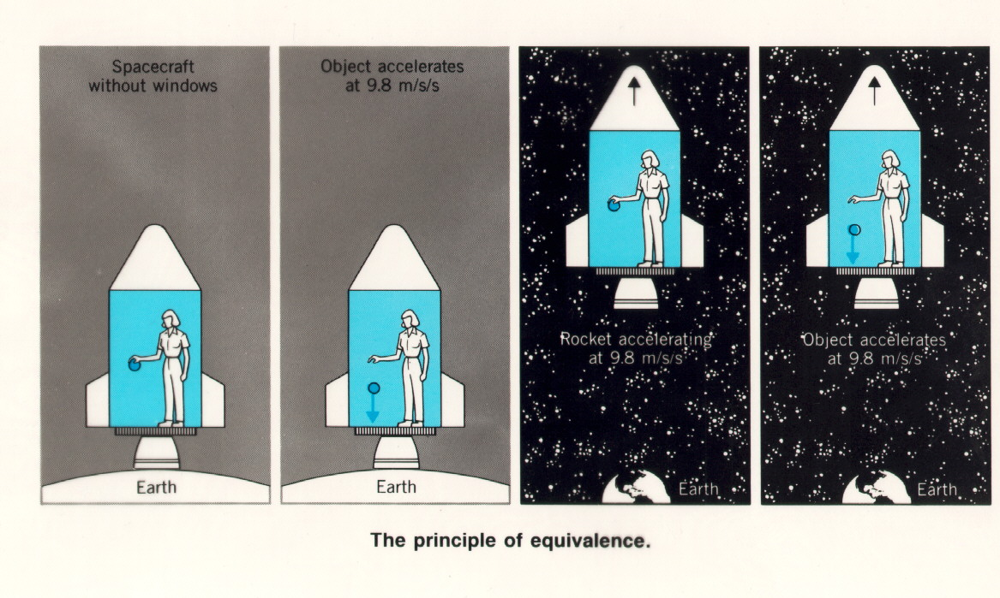 Spacecraft
without windows
Object accelerates
at 9.8 m/s/s
Rocket accelerating
at 9.8 m/s/s
Object accelerates
at 9.8 m/s/s
Earth
Earth
Earth
Earth
The principle of equivalence.